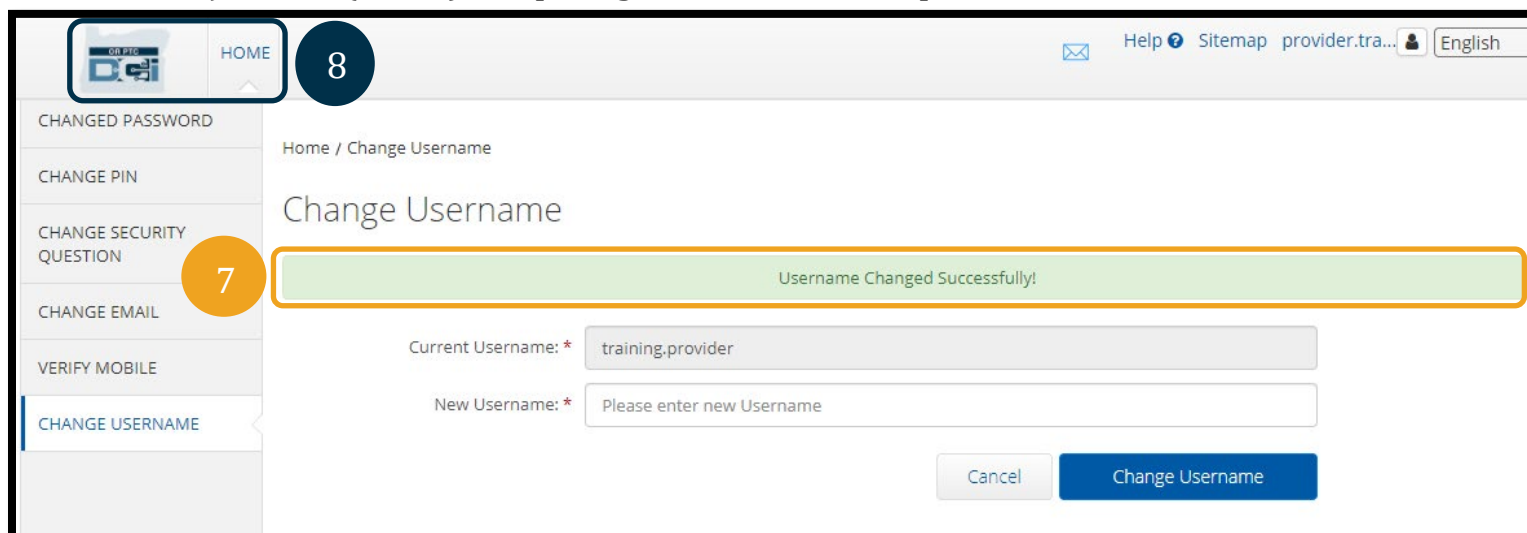 OR PTC
DCi
HOME
8
Help ? Sitemap provider.tra... English
CHANGED PASSWORD
CHANGE PIN
CHANGE SECURITY
QUESTION
CHANGE EMAIL
VERIFY MOBILE
CHANGE USERNAME
Home / Change Username
Change Username
7
Username Changed Successfully!
Current Username: * training.provider
New Username: * Please enter new Username
Cancel Change Username